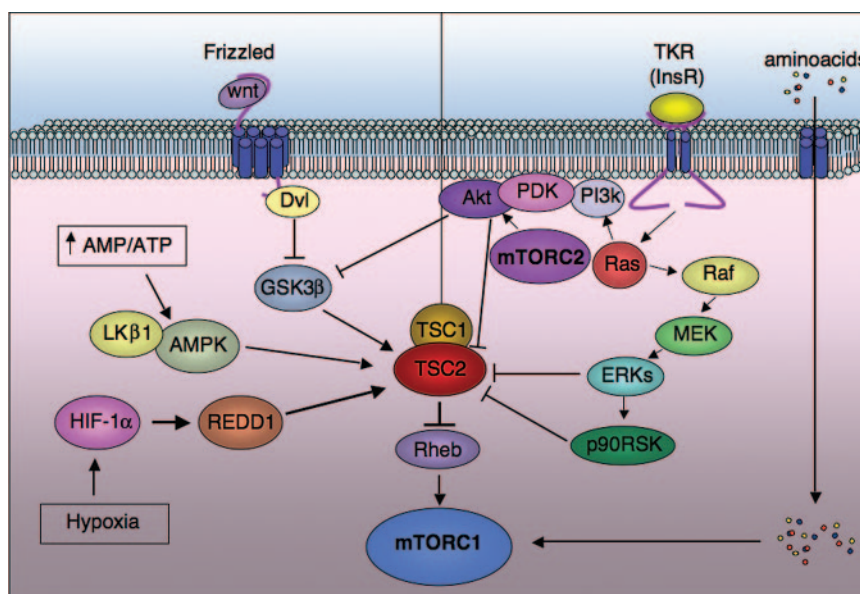 Frizzled
wnt
TKR
(InsR)
aminoacids
Dvl
Akt
PDK
PI3k
AMP/ATP
mTORC2
Ras
Raf
GSK3β
LKβ1
AMPK
TSC1
TSC2
MEK
ERKs
HIF-1α
REDD1
Rheb
p90RSK
Hypoxia
mTORC1